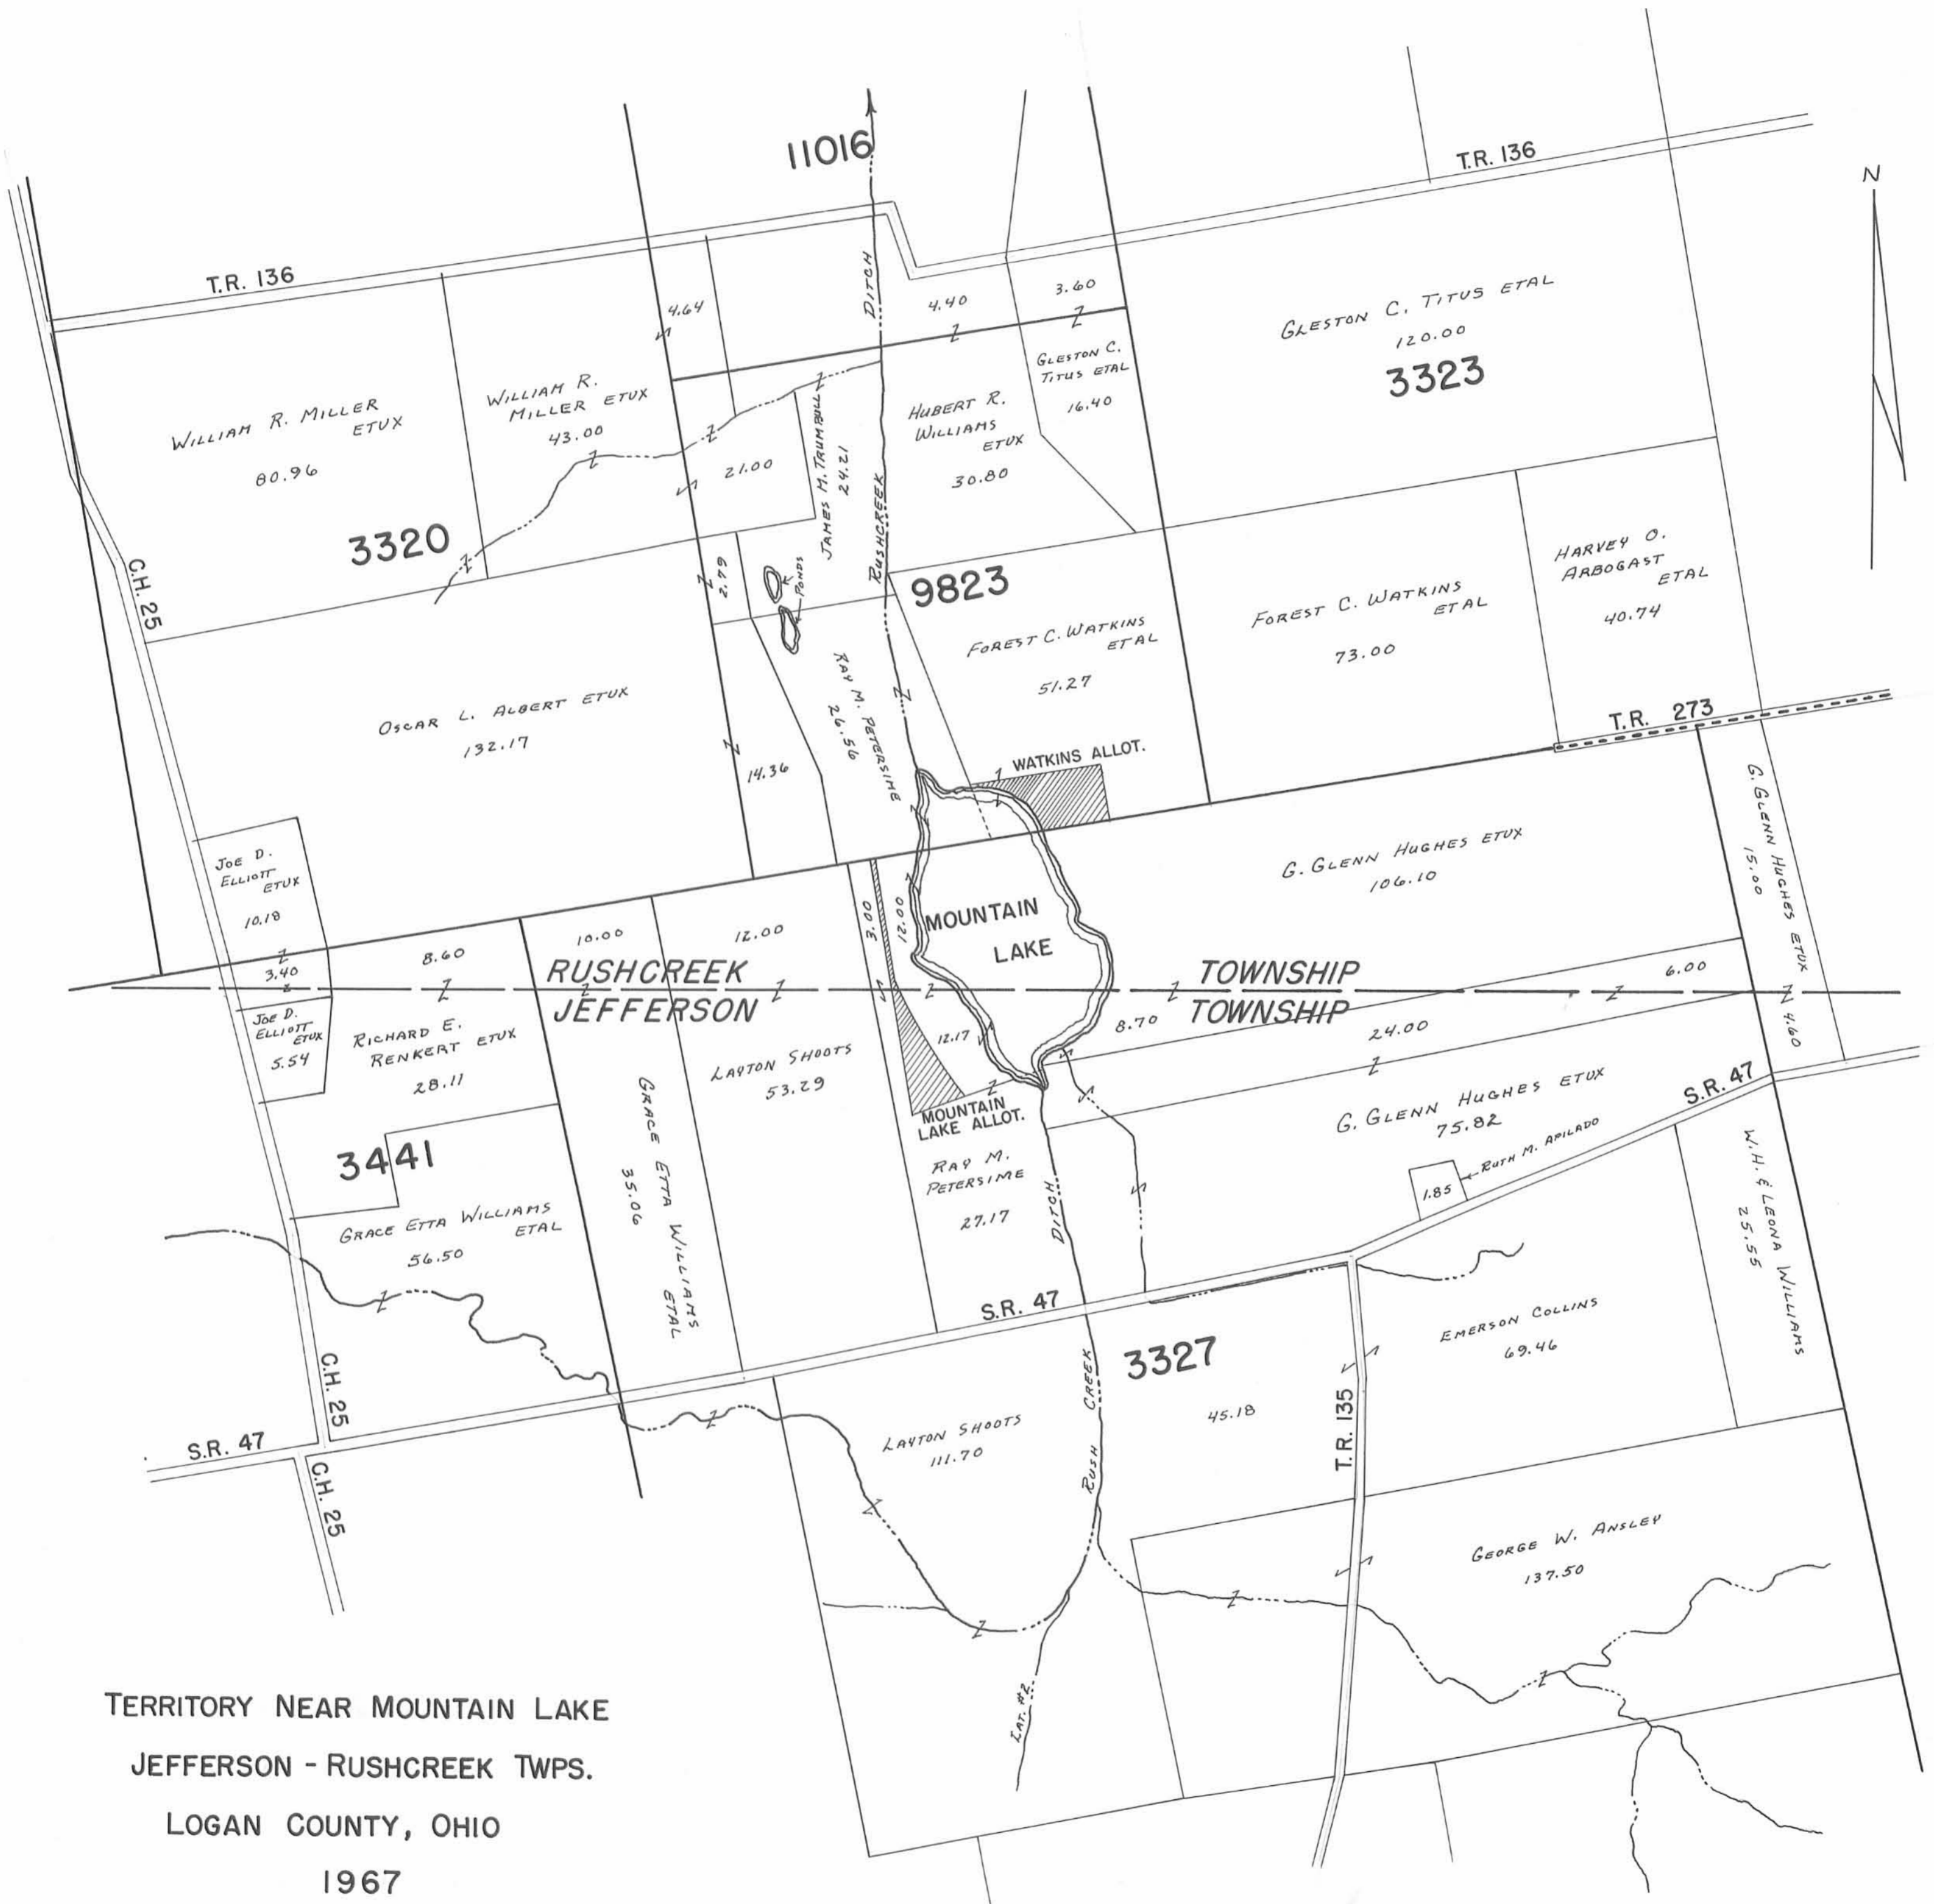 11016
T.R. 136
N
T.R. 136
4.64
DITCH
4.40
3.60
GLESTON C. TITUS ETAL
120.00
3323
WILLIAM R. MILLER
ETUX
80.96
WILLIAM R.
MILLER ETUX
43.00
21.00
JAMES M. TRUMBULL
24.21
RUSHCREEK
HUBERT R.
WILLIAMS
ETUX
30.80
GLESTON C.
TITUS ETAL
16.40
3320
C.H. 25
2.79
PONDS
9823
FOREST C. WATKINS
ETAL
51.27
FOREST C. WATKINS
ETAL
73.00
HARVEY O.
ARBOGAST
ETAL
40.74
OSCAR L. ALBERT ETUX
132.17
14.36
RAY M. PETERSIME
26.56
WATKINS ALLOT.
T.R. 273
JOE D.
ELLIOTT
ETUX
10.18
G. GLENN HUGHES ETUX
106.10
G. GLENN HUGHES ETUX
15.00
3.40
8.60
10.00
12.00
3.00
12.00
MOUNTAIN
LAKE
RUSHCREEK TOWNSHIP
JEFFERSON TOWNSHIP
6.00
JOE D.
ELLIOTT
ETUX
5.54
RICHARD E.
RENKERT ETUX
28.11
LAYTON SHOOTS
53.29
12.17
8.70
24.00
4.60
MOUNTAIN
LAKE ALLOT.
G. GLENN HUGHES ETUX
75.82
S.R. 47
RUTH M. APILADO
1.85
3441
GRACE ETTA WILLIAMS
ETAL
56.50
GRACE ETTA WILLIAMS
ETAL
35.06
RAY M.
PETERSIME
27.17
DITCH
W.H. & LEONA WILLIAMS
25.55
S.R. 47
3327
EMERSON COLLINS
69.46
C.H. 25
S.R. 47
C.H. 25
LAYTON SHOOTS
111.70
RUSH CREEK
45.18
T.R. 135
GEORGE W. ANSLEY
137.50
LAT. #2
TERRITORY NEAR MOUNTAIN LAKE
JEFFERSON - RUSHCREEK TWPS.
LOGAN COUNTY, OHIO
1967